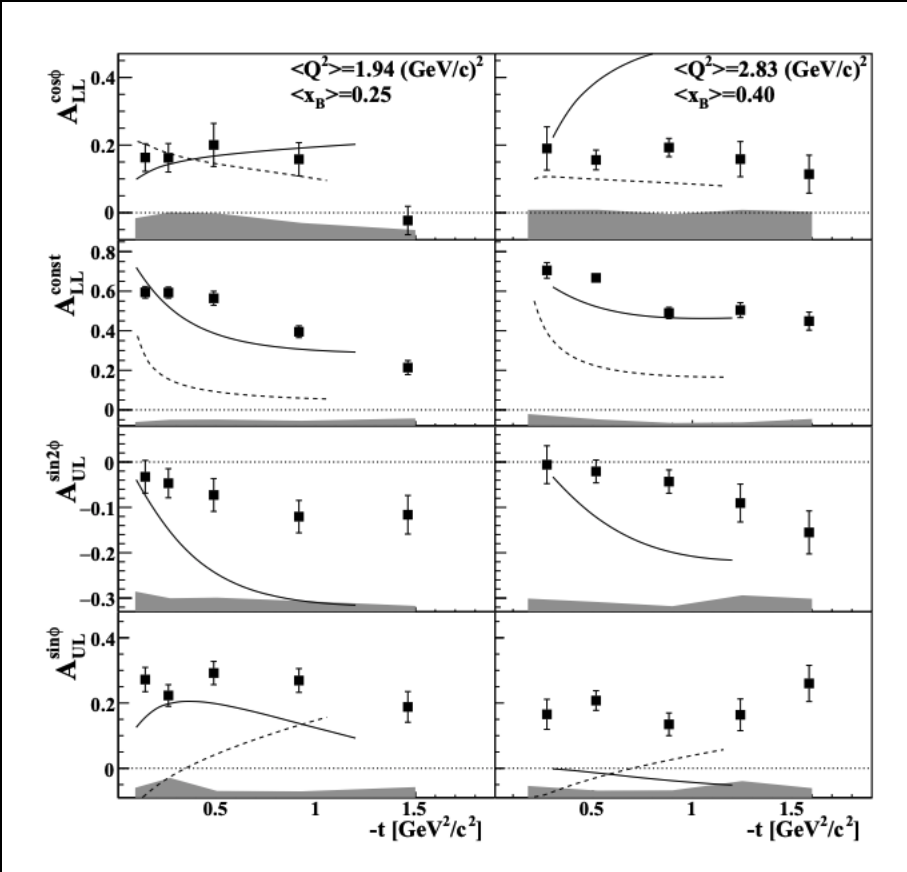 <Q²>=1.94 (GeV/c)²
<x_B>=0.25
<Q²>=2.83 (GeV/c)²
<x_B>=0.40
A_LL^cosϕ
0.4
0.2
0
A_LL^const
0.8
0.6
0.4
0.2
0
A_UL^sin2ϕ
0
−0.1
−0.2
−0.3
A_UL^sinϕ
0.4
0.2
0
0.5 1 1.5
0.5 1 1.5
-t [GeV²/c²]
-t [GeV²/c²]